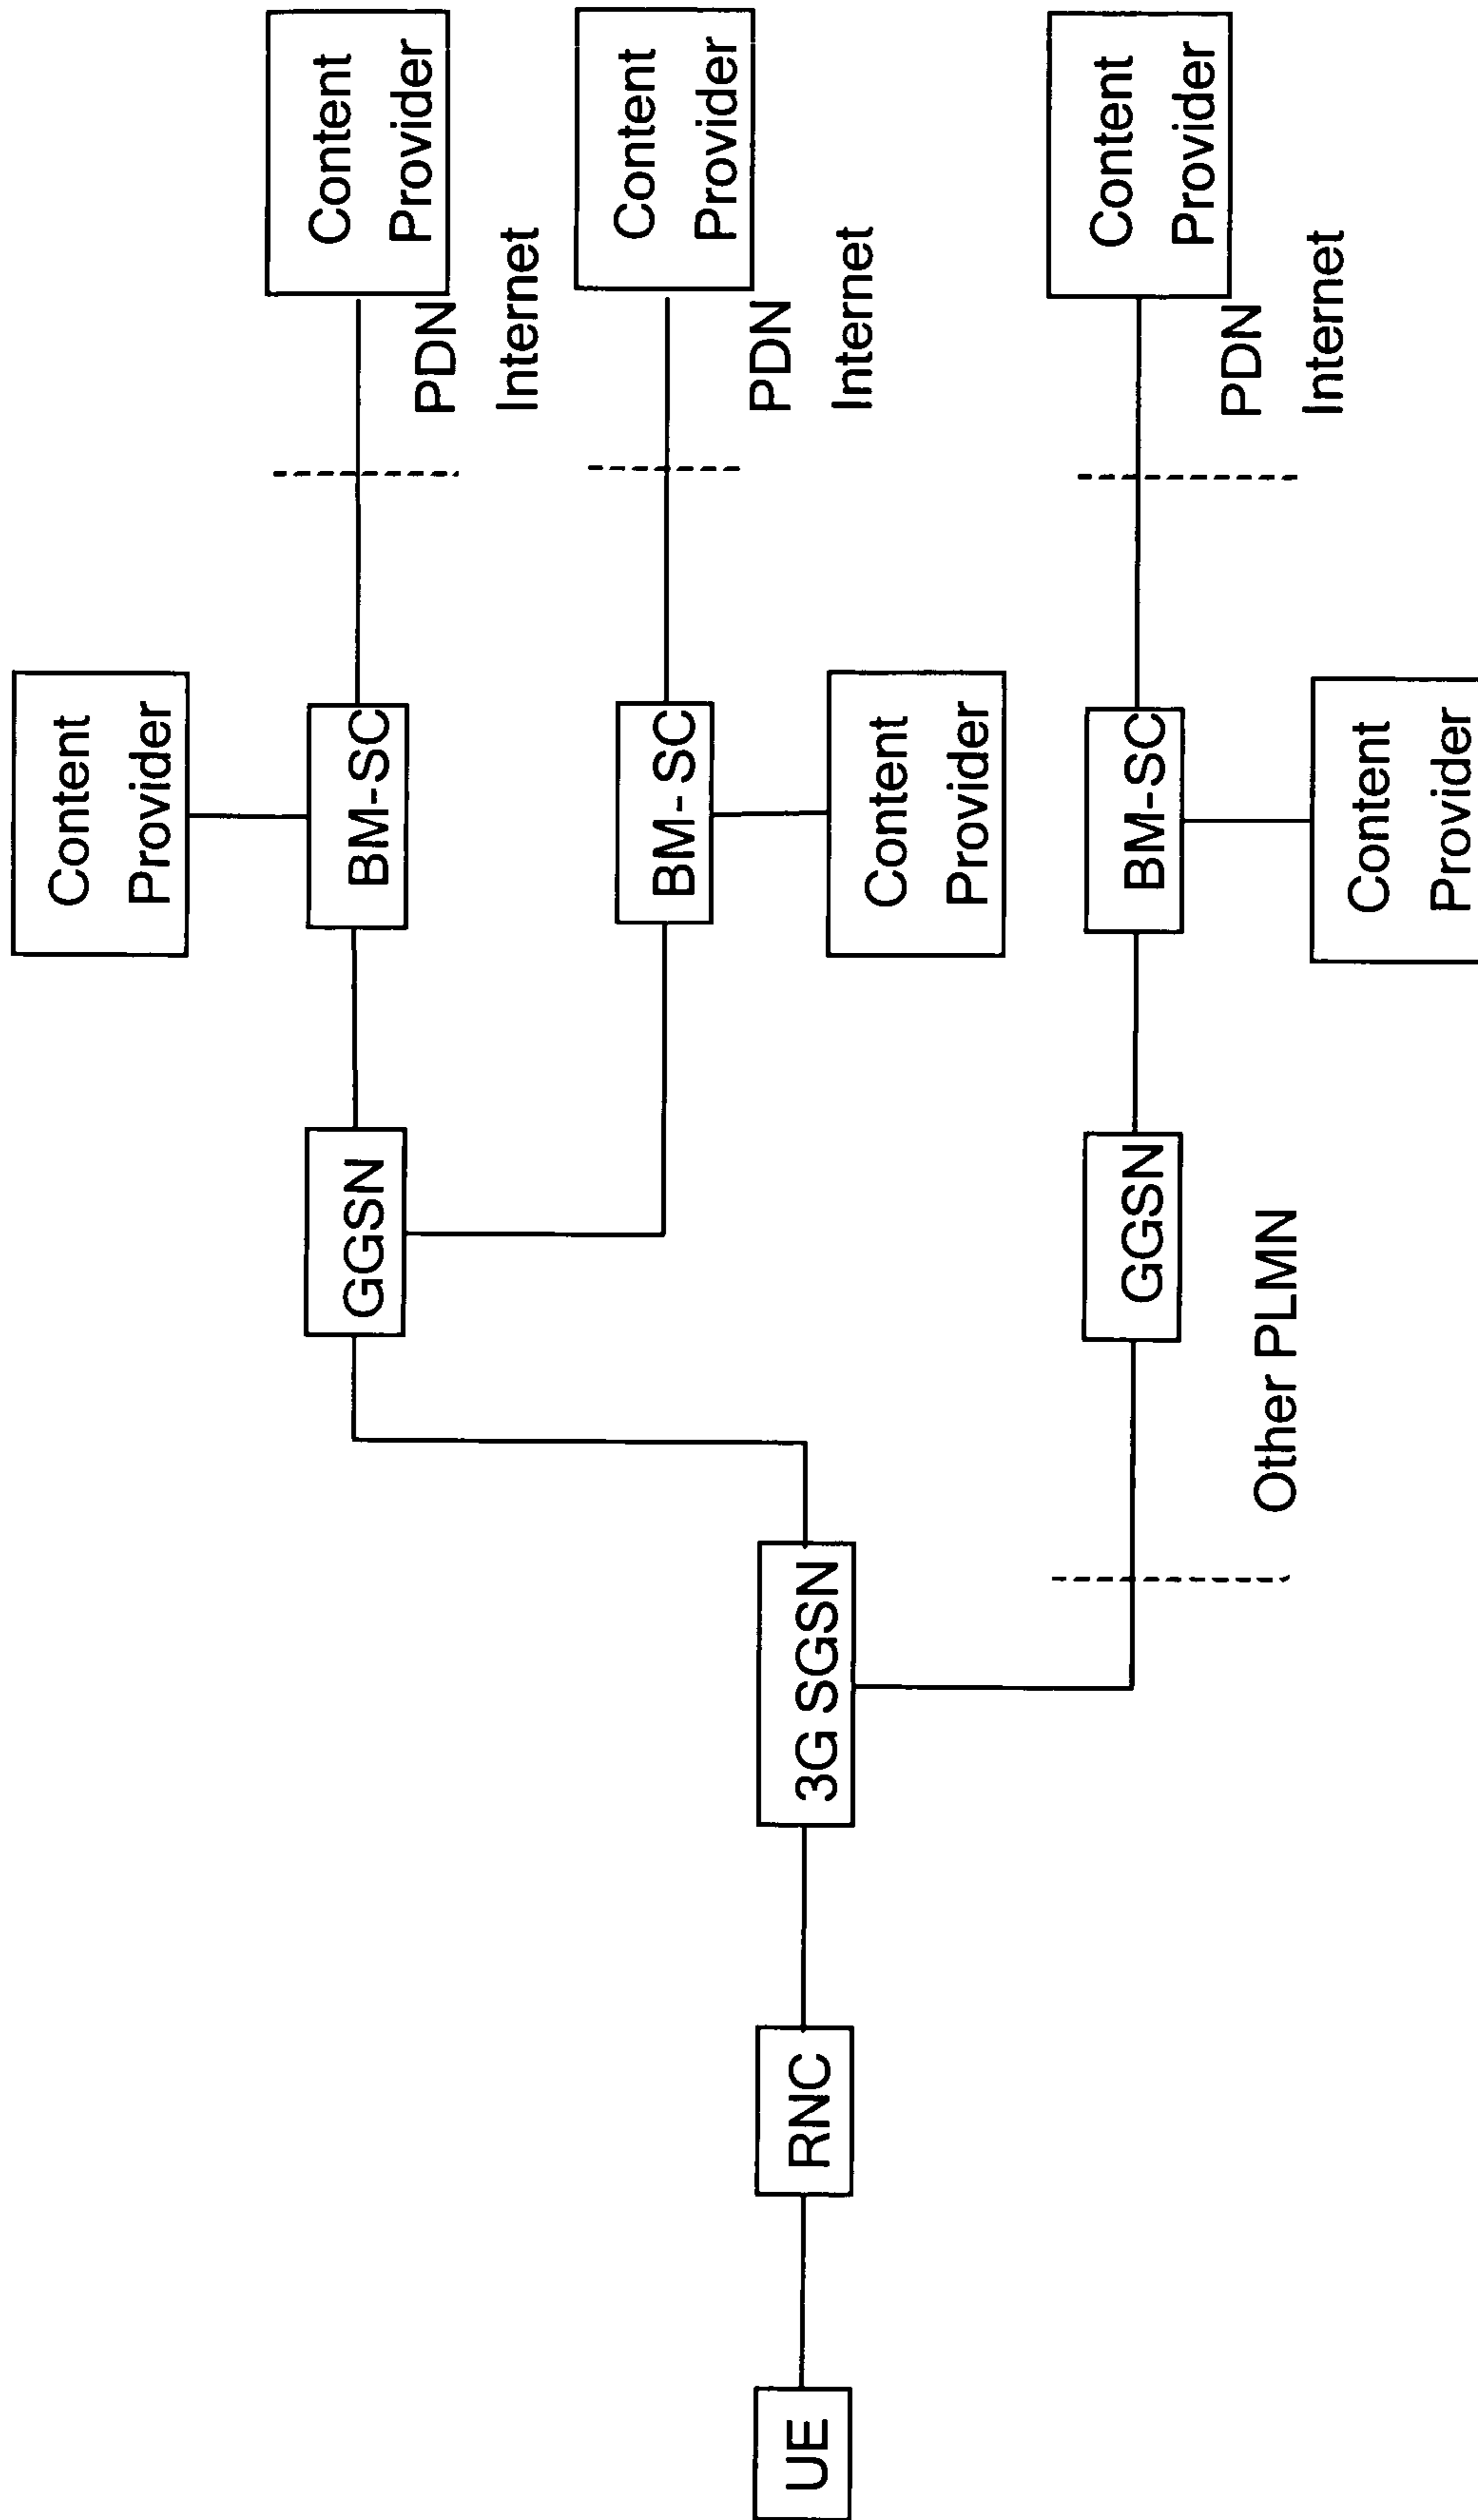 Content
Provider
GGSN
BM-SC
Content
Provider
PDN
Internet
BM-SC
Content
Provider
PDN
Internet
UE
RNC
3G SGSN
Content
Provider
GGSN
BM-SC
Content
Provider
Other PLMN
PDN
Internet
Content
Provider